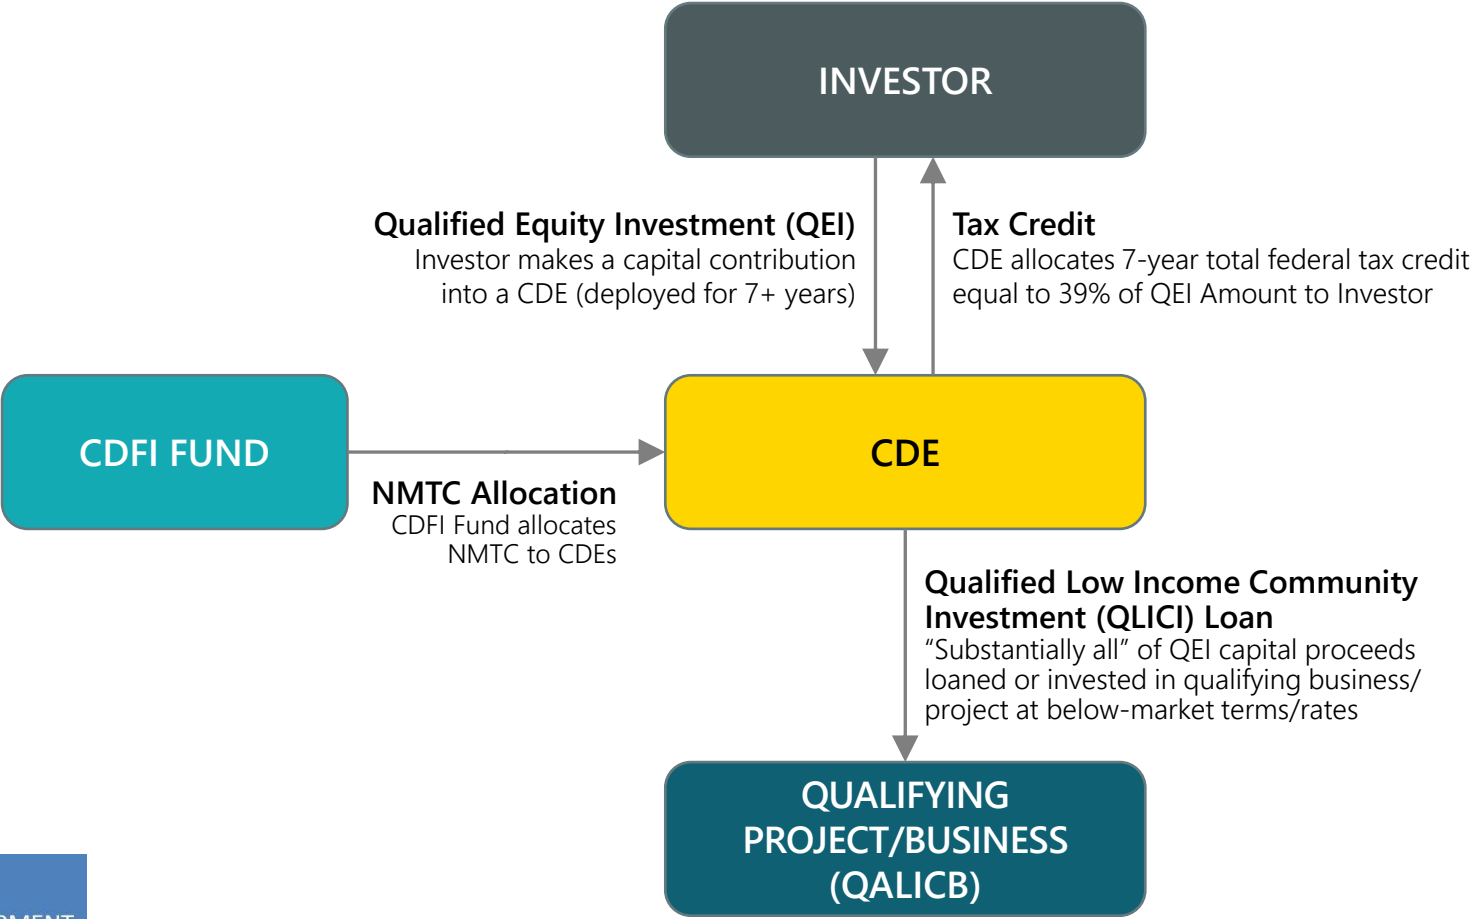 INVESTOR
Qualified Equity Investment (QEI)
Investor makes a capital contribution
into a CDE (deployed for 7+ years)
Tax Credit
CDE allocates 7-year total federal tax credit
equal to 39% of QEI Amount to Investor
CDFI FUND
NMTC Allocation
CDFI Fund allocates
NMTC to CDEs
CDE
Qualified Low Income Community
Investment (QLICI) Loan
“Substantially all” of QEI capital proceeds
loaned or invested in qualifying business/
project at below-market terms/rates
QUALIFYING
PROJECT/BUSINESS
(QALICB)